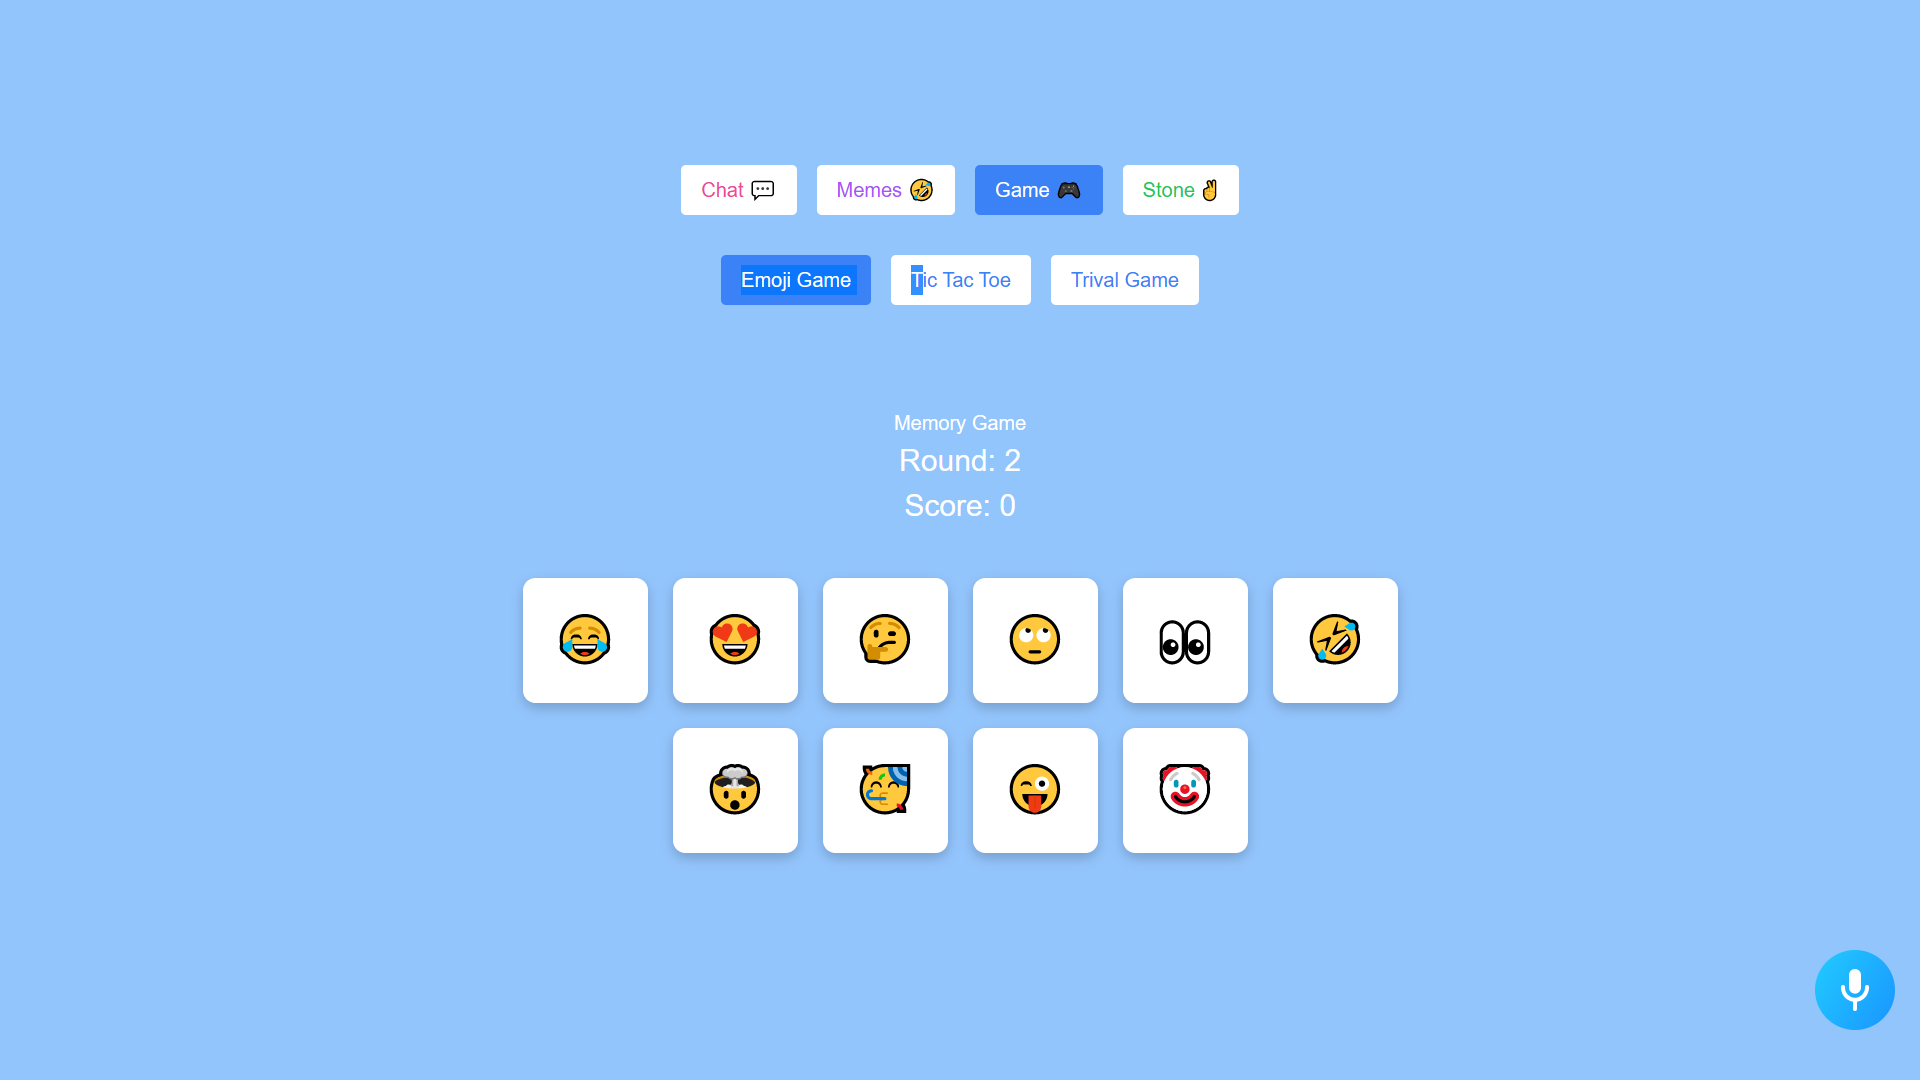 Chat 💬 Memes 🤣 Game 🎮 Stone ✌
Emoji Game Tic Tac Toe Trival Game
Memory Game
Round: 2
Score: 0